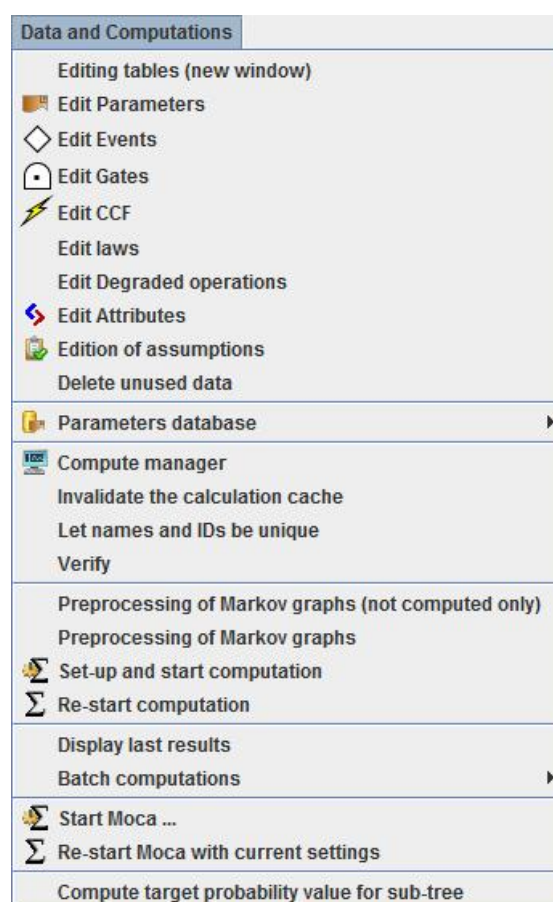 Data and Computations
Editing tables (new window)
Edit Parameters
Edit Events
Edit Gates
Edit CCF
Edit laws
Edit Degraded operations
Edit Attributes
Edition of assumptions
Delete unused data
Parameters database
Compute manager
Invalidate the calculation cache
Let names and IDs be unique
Verify
Preprocessing of Markov graphs (not computed only)
Preprocessing of Markov graphs
Set-up and start computation
Re-start computation
Display last results
Batch computations
Start Moca ...
Re-start Moca with current settings
Compute target probability value for sub-tree